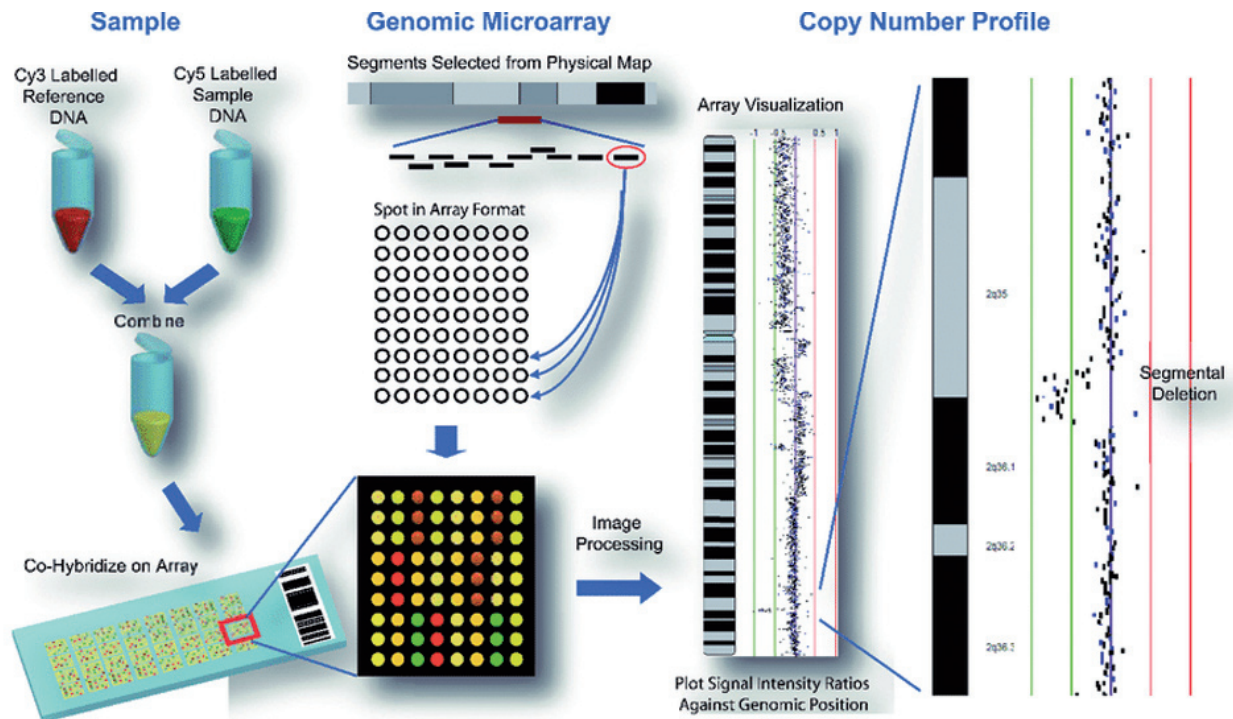 Sample
Genomic Microarray
Copy Number Profile
Cy3 Labelled
Reference
DNA
Cy5 Labelled
Sample
DNA
Combine
Co-Hybridize on Array
Segments Selected from Physical Map
Spot in Array Format
Image
Processing
Array Visualization
-1
-0.5
0.5
1
Plot Signal Intensity Ratios
Against Genomic Position
2q35
2q36.1
2q36.2
2q36.3
Segmental
Deletion